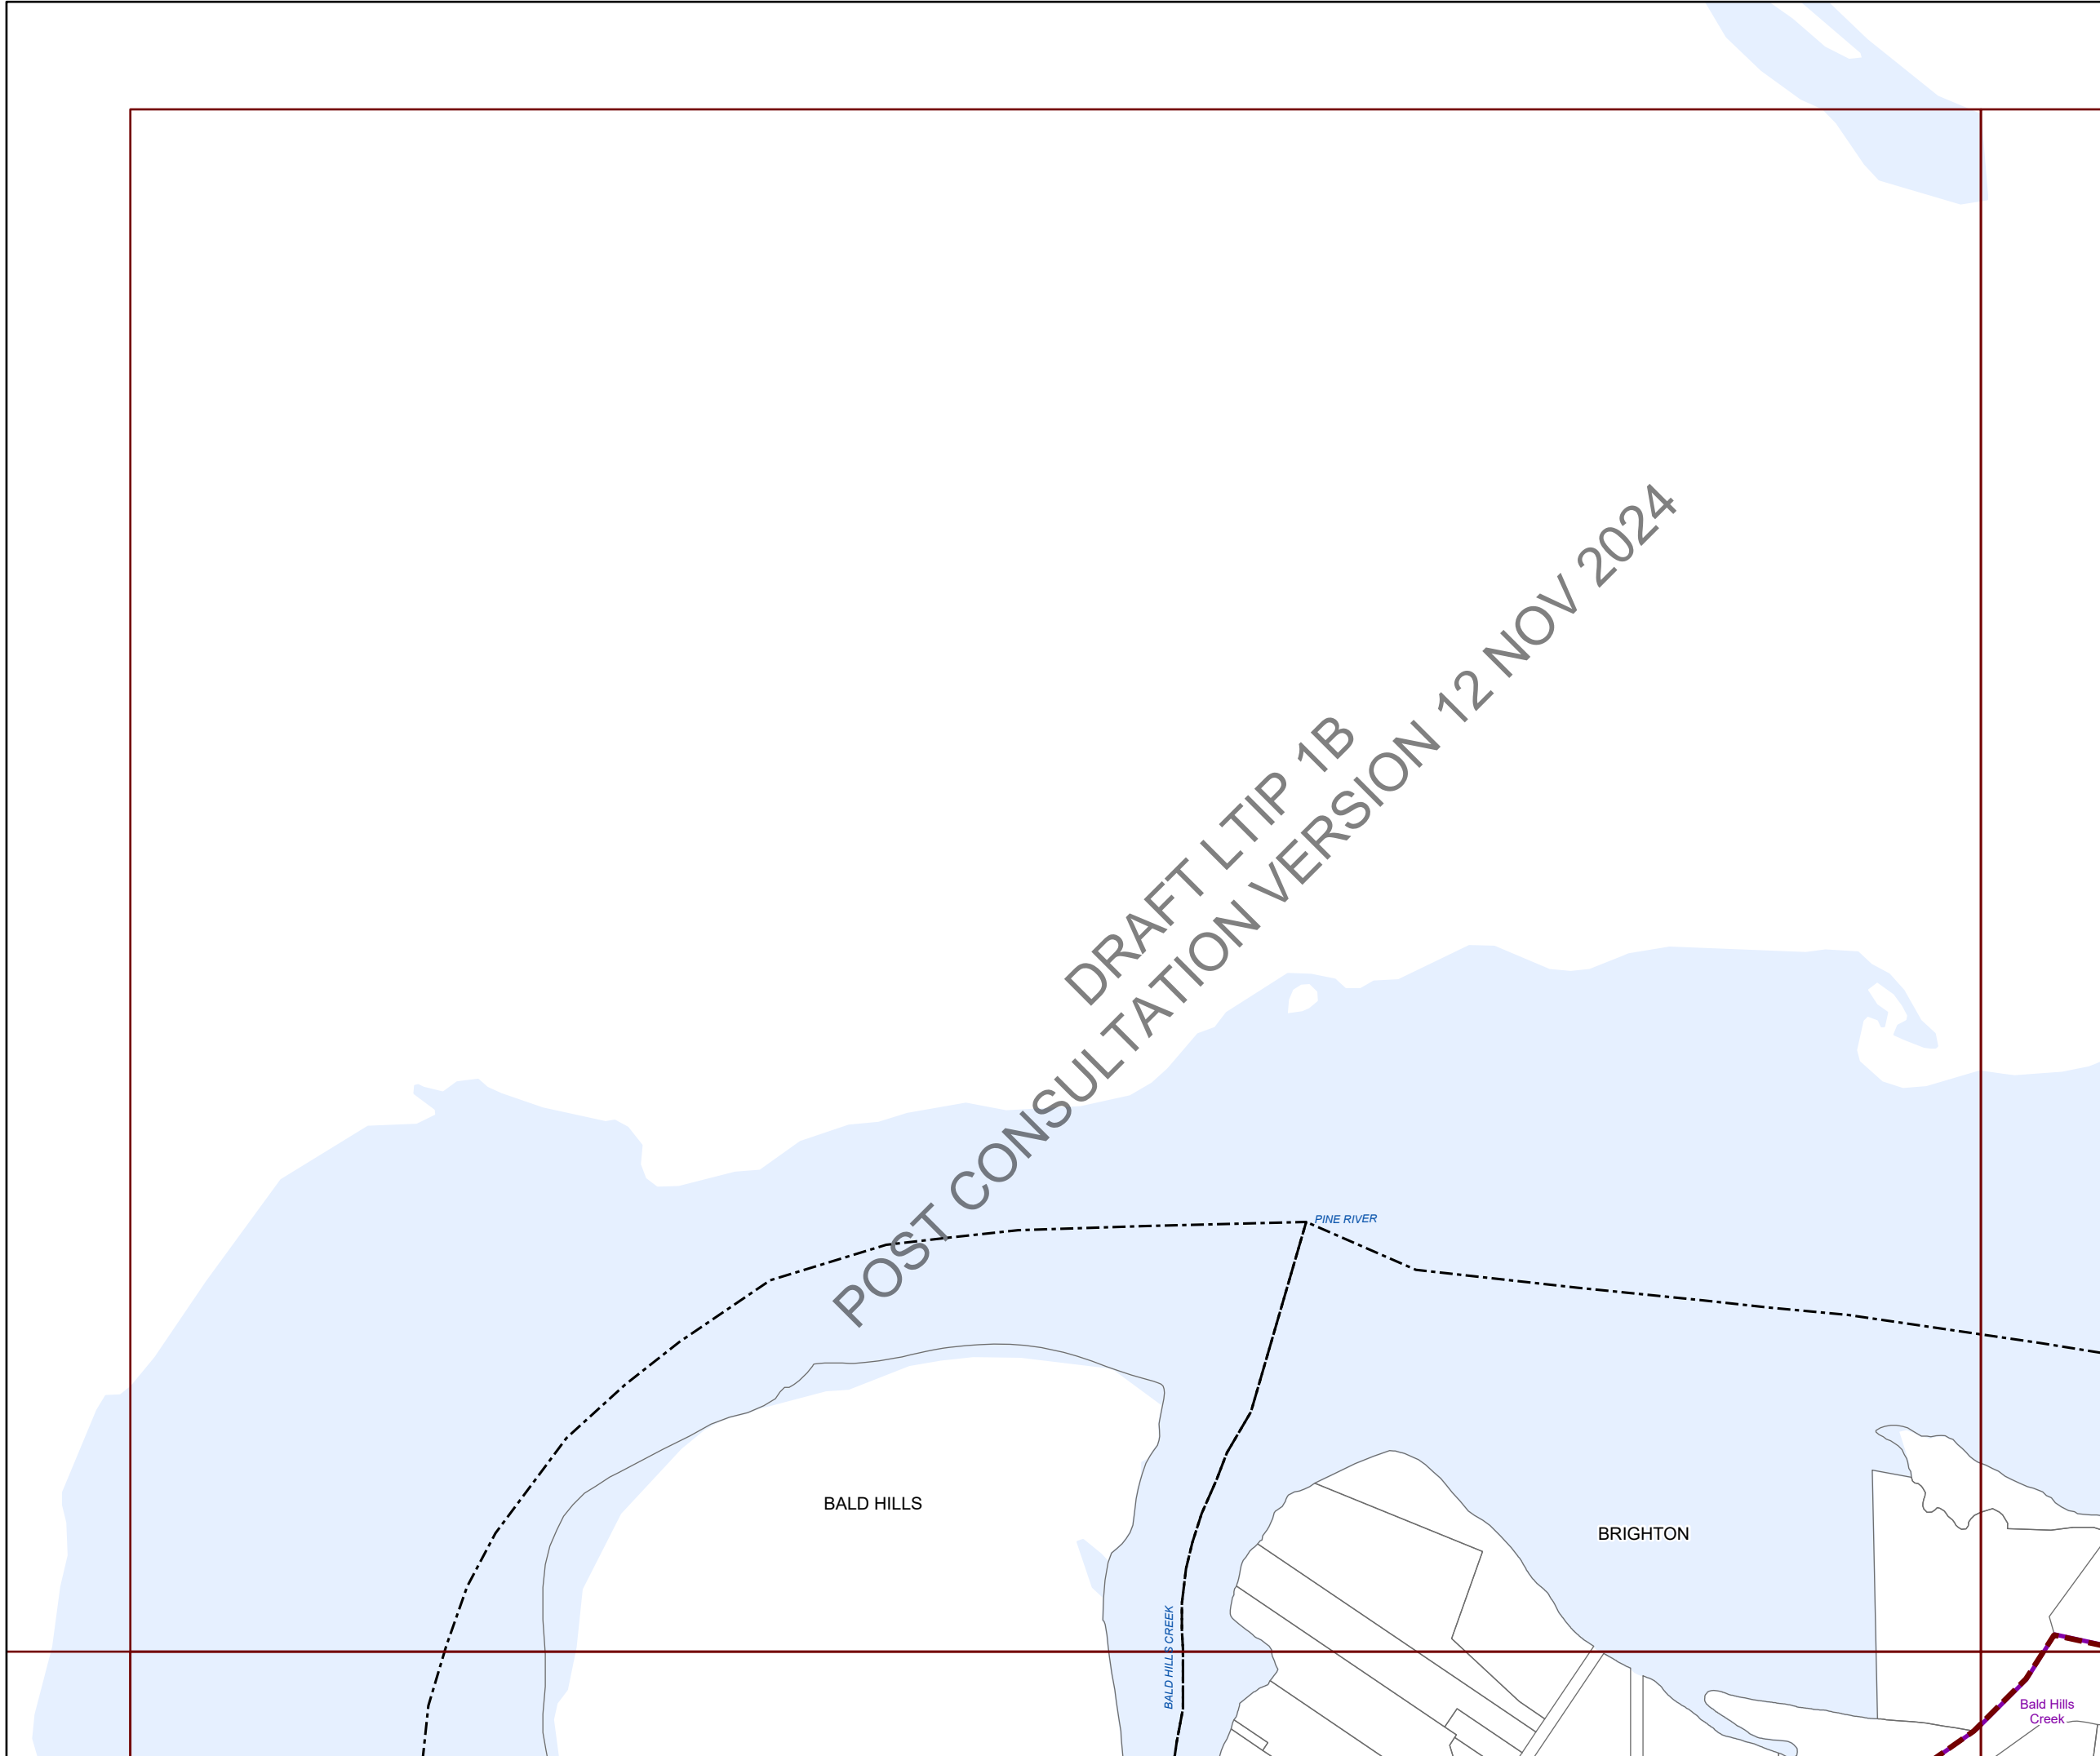 DRAFT LTIP 1B
POST CONSULTATION VERSION 12 NOV 2024
PINE RIVER
BALD HILLS
BRIGHTON
BALD HILLS CREEK
Bald Hills
Creek